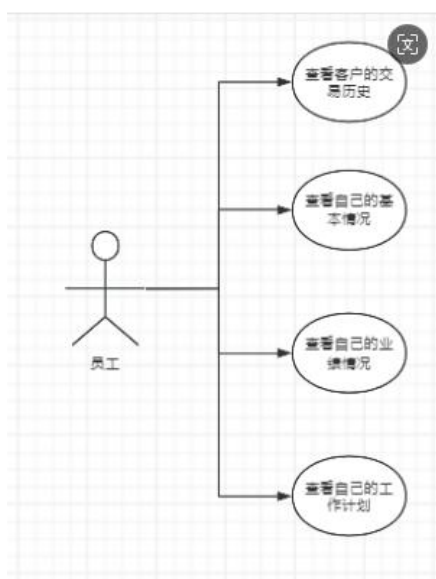 查看客户的交
易历史
查看自己的基
本情况
查看自己的业
绩情况
查看自己的工
作计划
员工
文